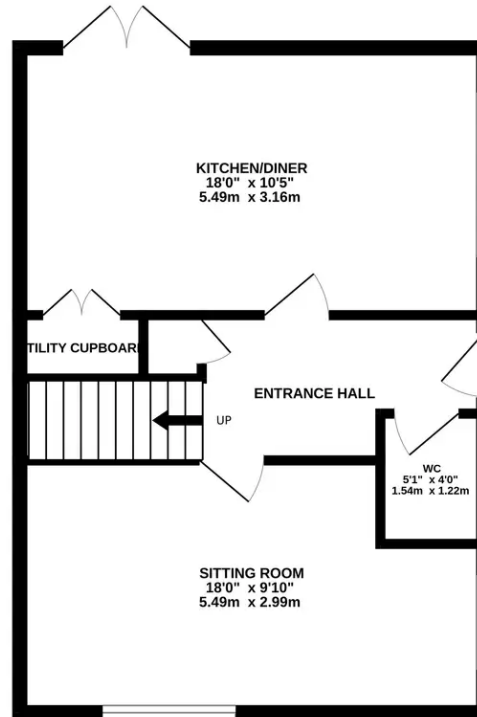 KITCHEN/DINER
18'0" x 10'5"
5.49m x 3.16m
TILITY CUPBOAR
ENTRANCE HALL
UP
WC
5'1" x 4'0"
1.54m x 1.22m
SITTING ROOM
18'0" x 9'10"
5.49m x 2.99m